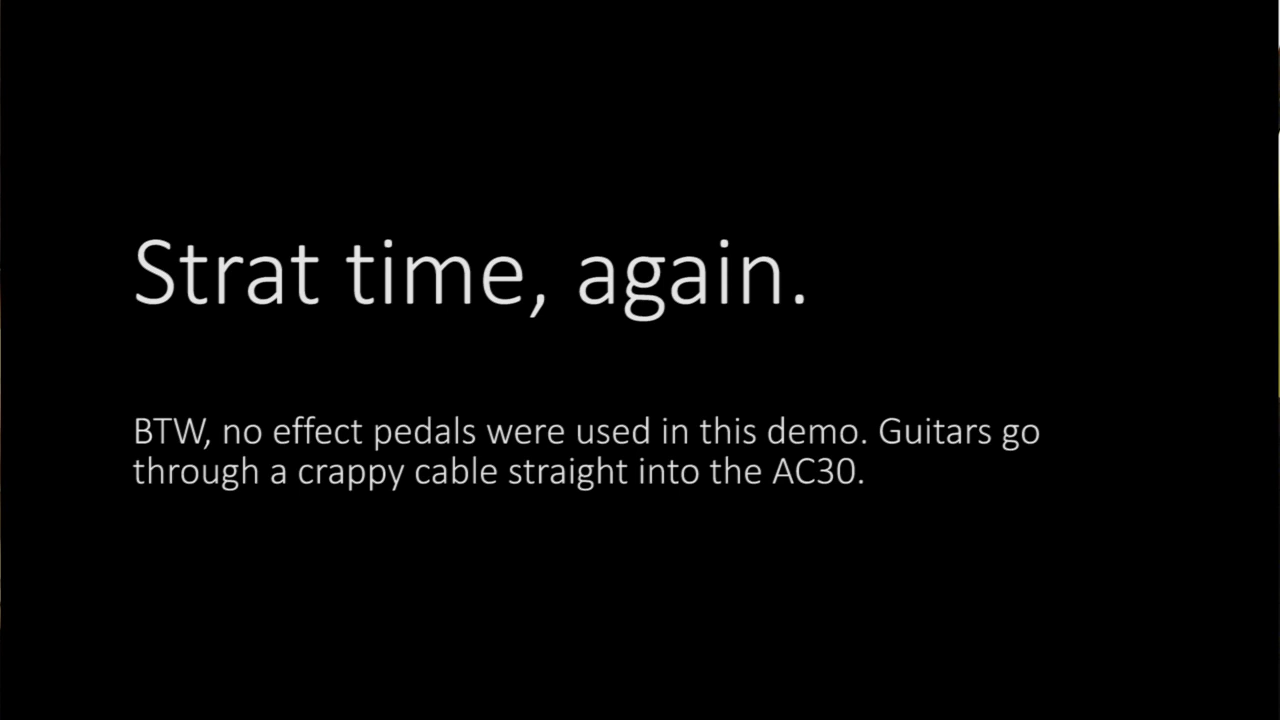 Strat time, again.
BTW, no effect pedals were used in this demo. Guitars go
through a crappy cable straight into the AC30.